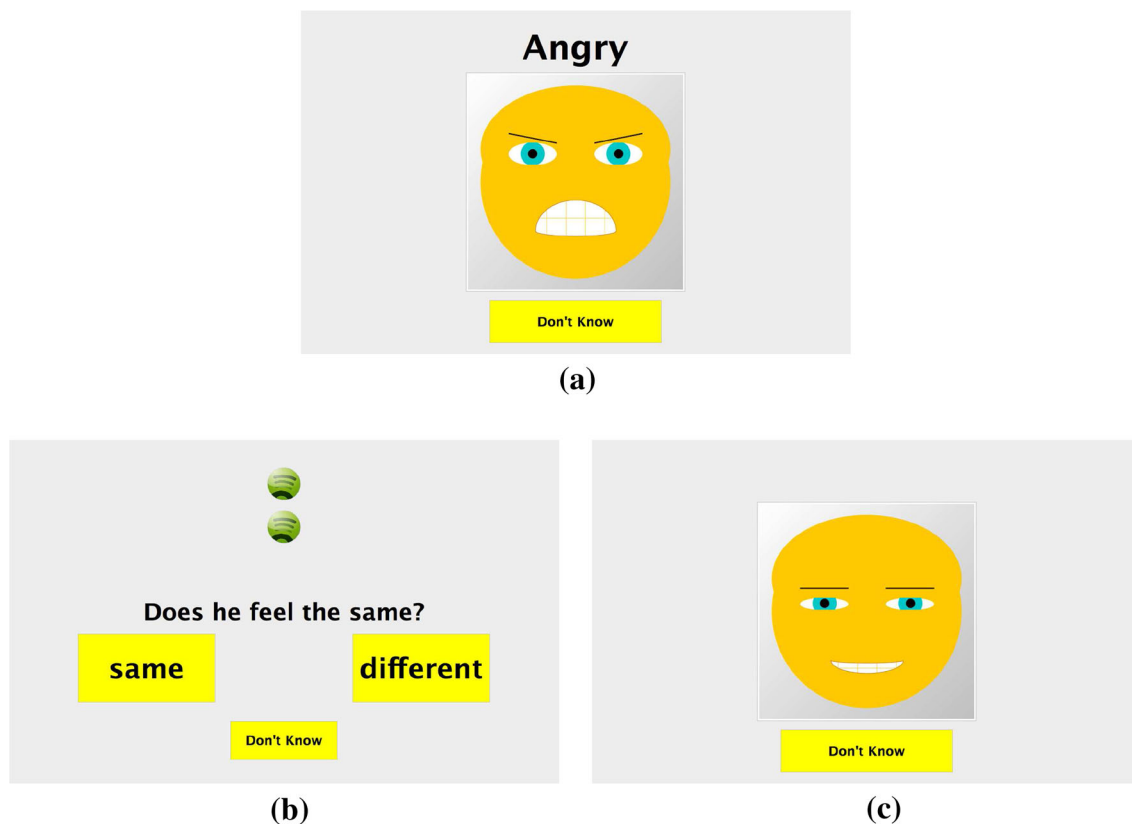 Angry
Don't Know
(a)
Does he feel the same?
same different
Don't Know
(b)
Don't Know
(c)